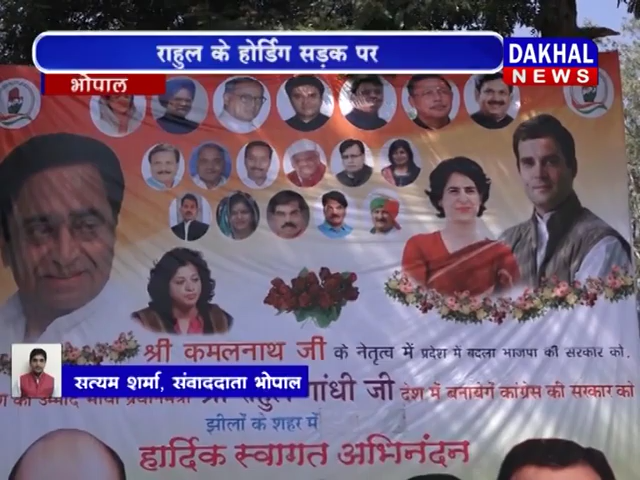 राहुल के होर्डिंग सड़क पर
DAKHAL
NEWS
भोपाल
श्री कमलनाथ जी के नेतृत्व में प्रदेश में बदला भाजपा की सरकार को,
गांधी जी देश में बनायेगें कांग्रेस की सरकार को
सत्यम शर्मा, संवाददाता भोपाल
झीलों के शहर में
हार्दिक स्वागत अभिनंदन